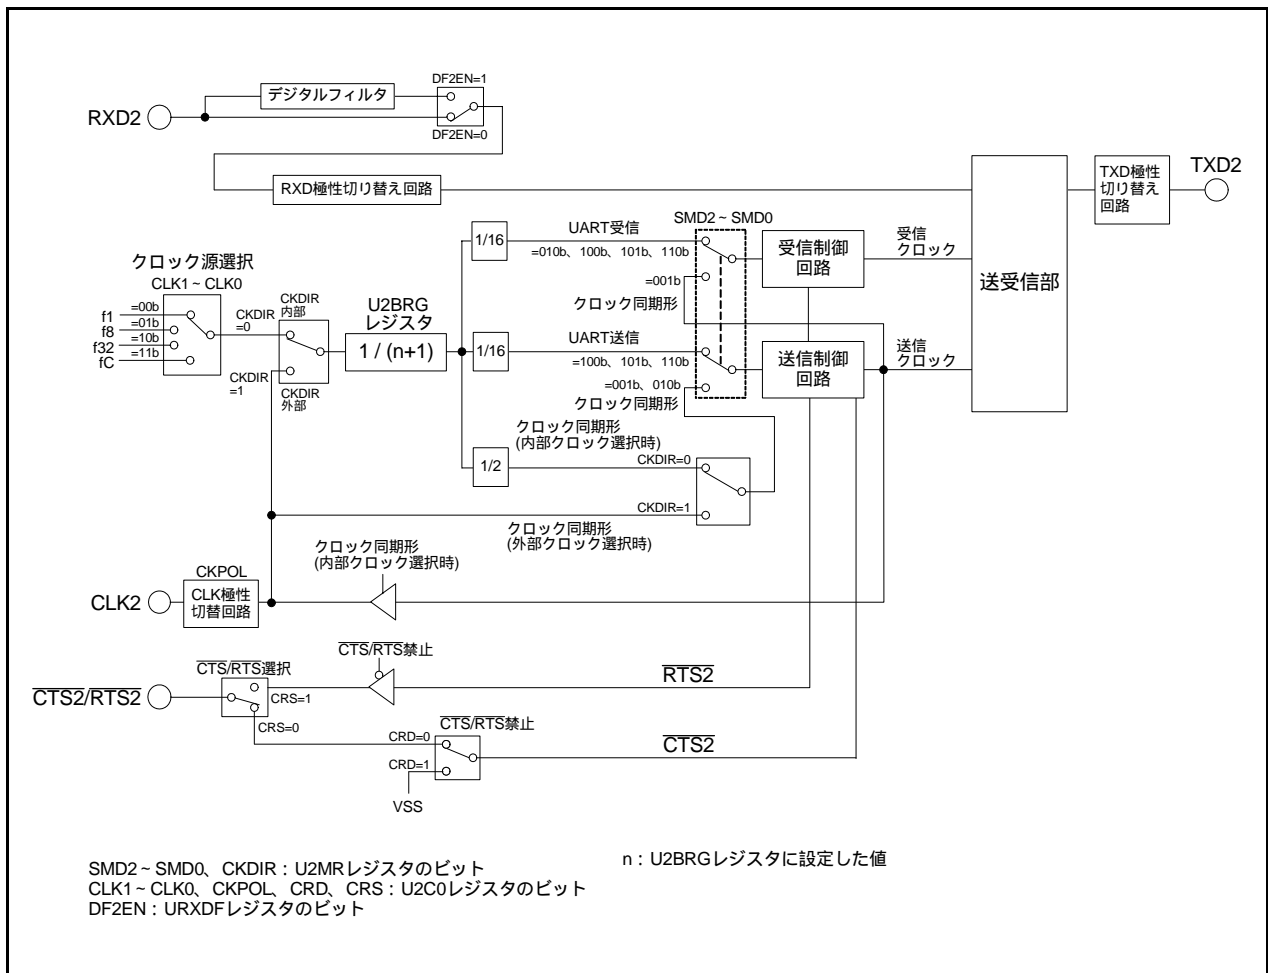 DF2EN=1
デジタルフィルタ
RXD2
DF2EN=0
RXD極性切り替え回路
TXD極性
切り替え
回路
TXD2
送受信部
SMD2～SMD0
1/16
UART受信
=010b、100b、101b、110b
=001b
クロック同期形
受信制御
回路
受信
クロック
クロック源選択
CLK1～CLK0
f1
=00b
f8
=01b
f32
=10b
fC
=11b
CKDIR
=0
CKDIR
=1
CKDIR
内部
CKDIR
外部
U2BRG
レジスタ
1 / (n+1)
1/16
UART送信
=100b、101b、110b
=001b、010b
クロック同期形
送信制御
回路
送信
クロック
クロック同期形
(内部クロック選択時)
1/2
CKDIR=0
CKDIR=1
クロック同期形
(外部クロック選択時)
クロック同期形
(内部クロック選択時)
CKPOL
CLK2
CLK極性
切替回路
CTS/RTS禁止
CTS/RTS選択
RTS2
CTS2/RTS2
CRS=1
CRS=0
CTS/RTS禁止
CRD=0
CTS2
CRD=1
VSS
SMD2～SMD0、CKDIR：U2MRレジスタのビット
CLK1～CLK0、CKPOL、CRD、CRS：U2C0レジスタのビット
DF2EN：URXDFレジスタのビット
n：U2BRGレジスタに設定した値